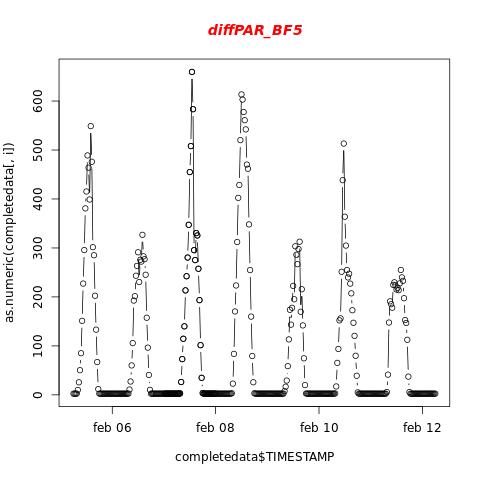 diffPAR_BF5
as.numeric(completedata[, i])
600
500
400
300
200
100
0
feb 06
feb 08
feb 10
feb 12
completedata$TIMESTAMP